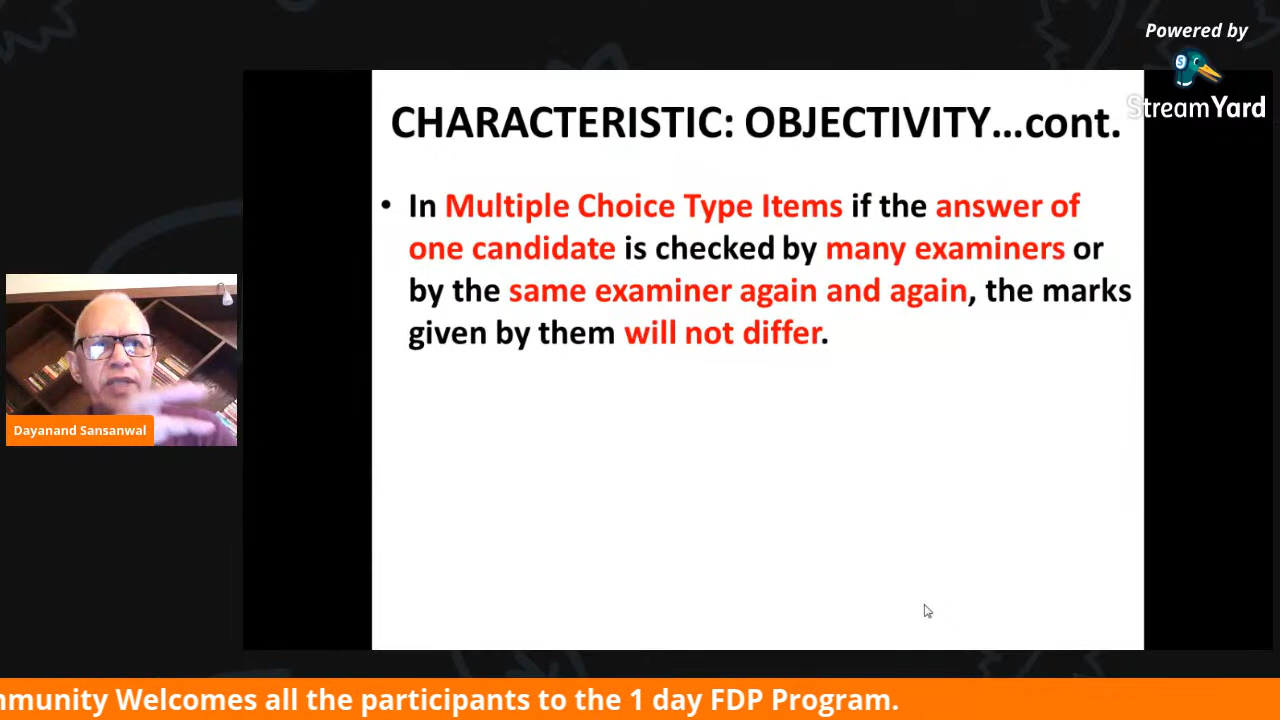 Powered by
StreamYard
CHARACTERISTIC: OBJECTIVITY...cont.
• In Multiple Choice Type Items if the answer of
one candidate is checked by many examiners or
by the same examiner again and again, the marks
given by them will not differ.
Dayanand Sansanwal
Welcomes all the participants to the 1 day FDP Program.